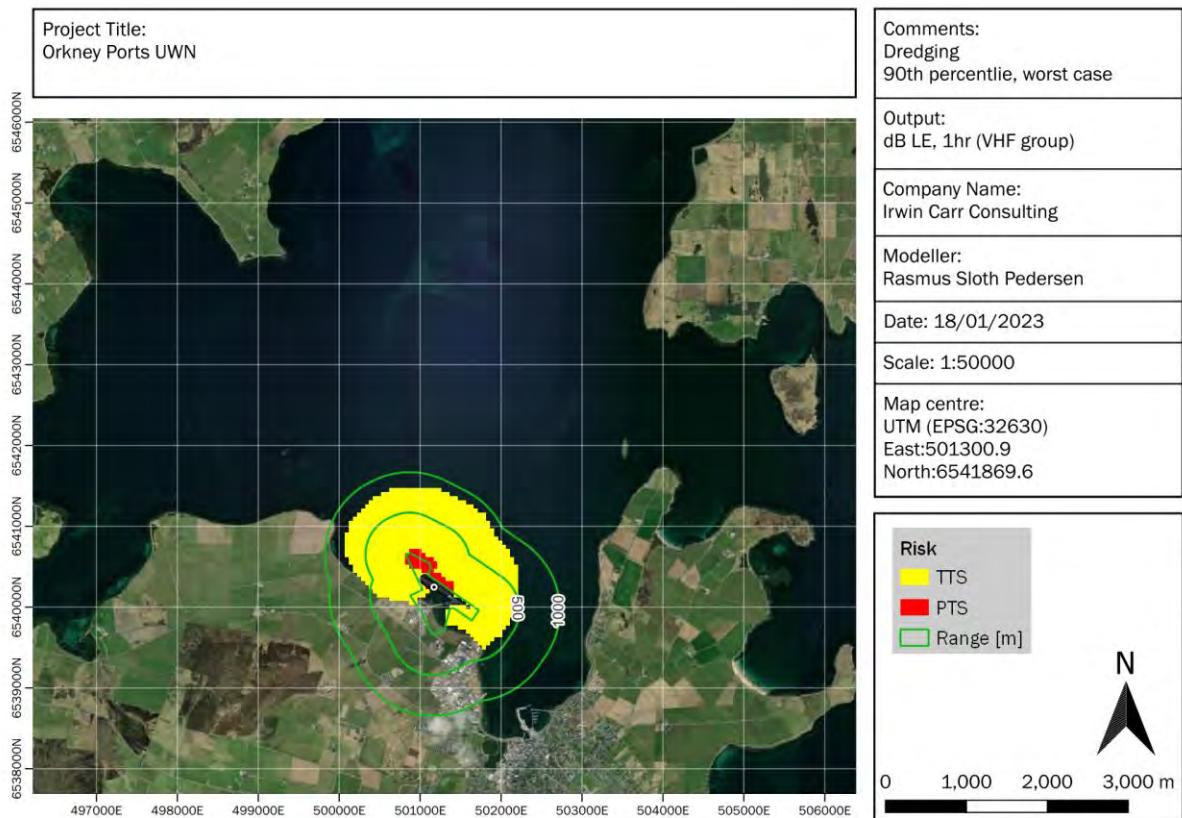 Project Title:
Orkney Ports UWN
Comments:
Dredging
90th percentlie, worst case
Output:
dB LE, 1hr (VHF group)
Company Name:
Irwin Carr Consulting
Modeller:
Rasmus Sloth Pedersen
Date: 18/01/2023
Scale: 1:50000
Map centre:
UTM (EPSG:32630)
East:501300.9
North:6541869.6
6546000N
6545000N
6544000N
6543000N
6542000N
6541000N
6540000N
6539000N
6538000N
500
1000
497000E
498000E
499000E
500000E
501000E
502000E
503000E
504000E
505000E
506000E
Risk
TTS
PTS
Range [m]
N
0 1,000 2,000 3,000 m